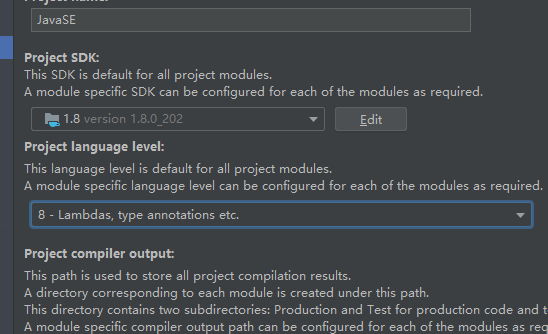 JavaSE
Project SDK:
This SDK is default for all project modules.
A module specific SDK can be configured for each of the modules as required.
1.8 version 1.8.0_202
Edit
Project language level:
This language level is default for all project modules.
A module specific language level can be configured for each of the modules as required.
8 - Lambdas, type annotations etc.
Project compiler output:
This path is used to store all project compilation results.
A directory corresponding to each module is created under this path.
This directory contains two subdirectories: Production and Test for production code and
A module specific compiler output path can be configured for each of the modules as